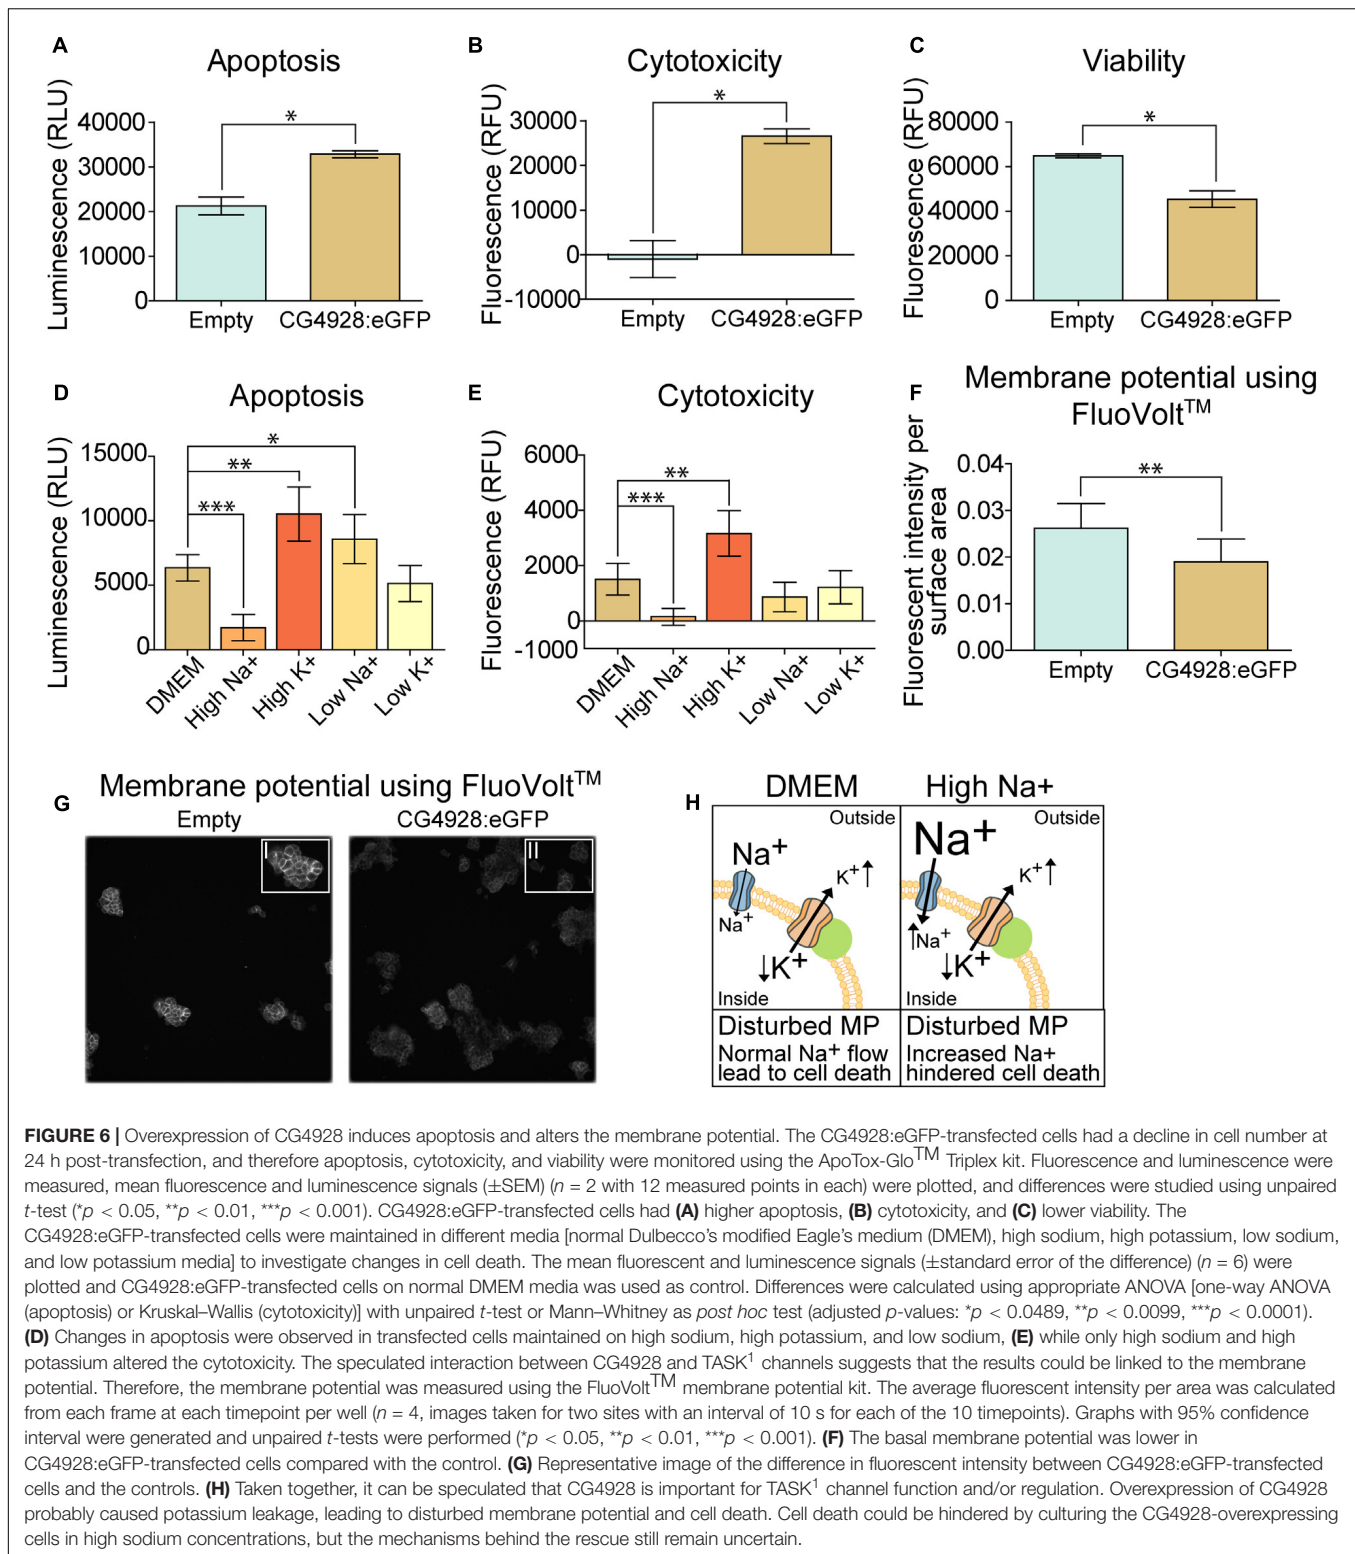 A
Apoptosis
Luminescence (RLU)
40000
30000
20000
10000
0
*
Empty
CG4928:eGFP
B
Cytotoxicity
Fluorescence (RFU)
30000
20000
10000
0
-10000
*
Empty
CG4928:eGFP
C
Viability
Fluorescence (RFU)
80000
60000
40000
20000
0
*
Empty
CG4928:eGFP
D
Apoptosis
Luminescence (RLU)
15000
10000
5000
0
*
**
***
DMEM
High Na+
High K+
Low Na+
Low K+
E
Cytotoxicity
Fluorescence (RFU)
6000
4000
2000
0
-1000
**
***
DMEM
High Na+
High K+
Low Na+
Low K+
F
Membrane potential using
FluoVolt™
Fluorescent intensity per
surface area
0.04
0.03
0.02
0.01
0.00
**
Empty
CG4928:eGFP
G
Membrane potential using FluoVolt™
Empty
CG4928:eGFP
I
II
H
DMEM
High Na+
Outside
Na+
K+↑
Na+
↓K+
Inside
Disturbed MP
Normal Na+ flow
lead to cell death
Outside
Na+
K+↑
↑Na+
↓K+
Inside
Disturbed MP
Increased Na+
hindered cell death
FIGURE 6 | Overexpression of CG4928 induces apoptosis and alters the membrane potential. The CG4928:eGFP-transfected cells had a decline in cell number at
24 h post-transfection, and therefore apoptosis, cytotoxicity, and viability were monitored using the ApoTox-Glo™ Triplex kit. Fluorescence and luminescence were
measured, mean fluorescence and luminescence signals (±SEM) (n = 2 with 12 measured points in each) were plotted, and differences were studied using unpaired
t-test (*p < 0.05, **p < 0.01, ***p < 0.001). CG4928:eGFP-transfected cells had (A) higher apoptosis, (B) cytotoxicity, and (C) lower viability. The
CG4928:eGFP-transfected cells were maintained in different media [normal Dulbecco's modified Eagle's medium (DMEM), high sodium, high potassium, low sodium,
and low potassium media] to investigate changes in cell death. The mean fluorescent and luminescence signals (±standard error of the difference) (n = 6) were
plotted and CG4928:eGFP-transfected cells on normal DMEM media was used as control. Differences were calculated using appropriate ANOVA [one-way ANOVA
(apoptosis) or Kruskal–Wallis (cytotoxicity)] with unpaired t-test or Mann–Whitney as post hoc test (adjusted p-values: *p < 0.0489, **p < 0.0099, ***p < 0.0001).
(D) Changes in apoptosis were observed in transfected cells maintained on high sodium, high potassium, and low sodium, (E) while only high sodium and high
potassium altered the cytotoxicity. The speculated interaction between CG4928 and TASK¹ channels suggests that the results could be linked to the membrane
potential. Therefore, the membrane potential was measured using the FluoVolt™ membrane potential kit. The average fluorescent intensity per area was calculated
from each frame at each timepoint per well (n = 4, images taken for two sites with an interval of 10 s for each of the 10 timepoints). Graphs with 95% confidence
interval were generated and unpaired t-tests were performed (*p < 0.05, **p < 0.01, ***p < 0.001). (F) The basal membrane potential was lower in
CG4928:eGFP-transfected cells compared with the control. (G) Representative image of the difference in fluorescent intensity between CG4928:eGFP-transfected
cells and the controls. (H) Taken together, it can be speculated that CG4928 is important for TASK¹ channel function and/or regulation. Overexpression of CG4928
probably caused potassium leakage, leading to disturbed membrane potential and cell death. Cell death could be hindered by culturing the CG4928-overexpressing
cells in high sodium concentrations, but the mechanisms behind the rescue still remain uncertain.